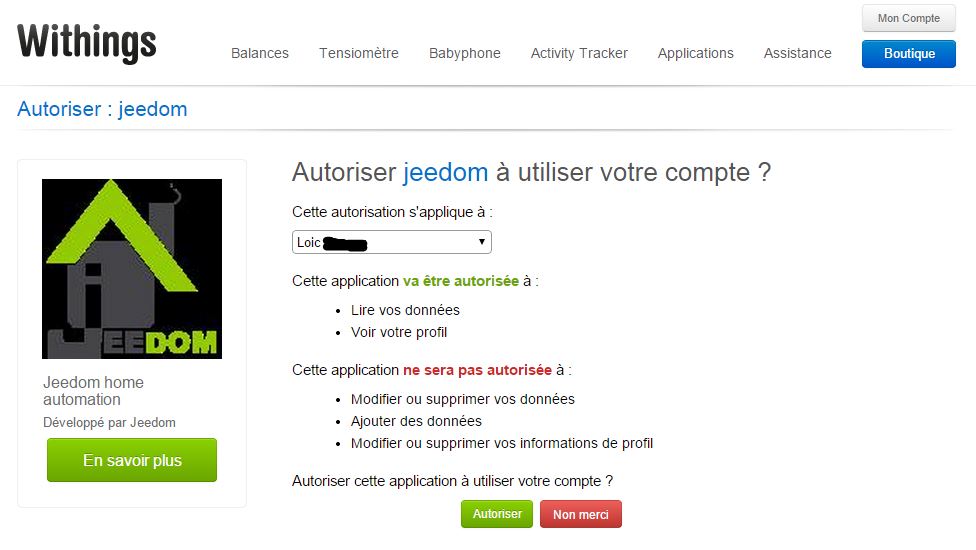 Withings
Balances Tensiomètre Babyphone Activity Tracker Applications Assistance
Mon Compte
Boutique
Autoriser : jeedom
JEEDOM
Jeedom home
automation
Développé par Jeedom
En savoir plus
Autoriser jeedom à utiliser votre compte ?
Cette autorisation s'applique à :
Loic
Cette application va être autorisée à :
Lire vos données
Voir votre profil
Cette application ne sera pas autorisée à :
Modifier ou supprimer vos données
Ajouter des données
Modifier ou supprimer vos informations de profil
Autoriser cette application à utiliser votre compte ?
Autoriser Non merci